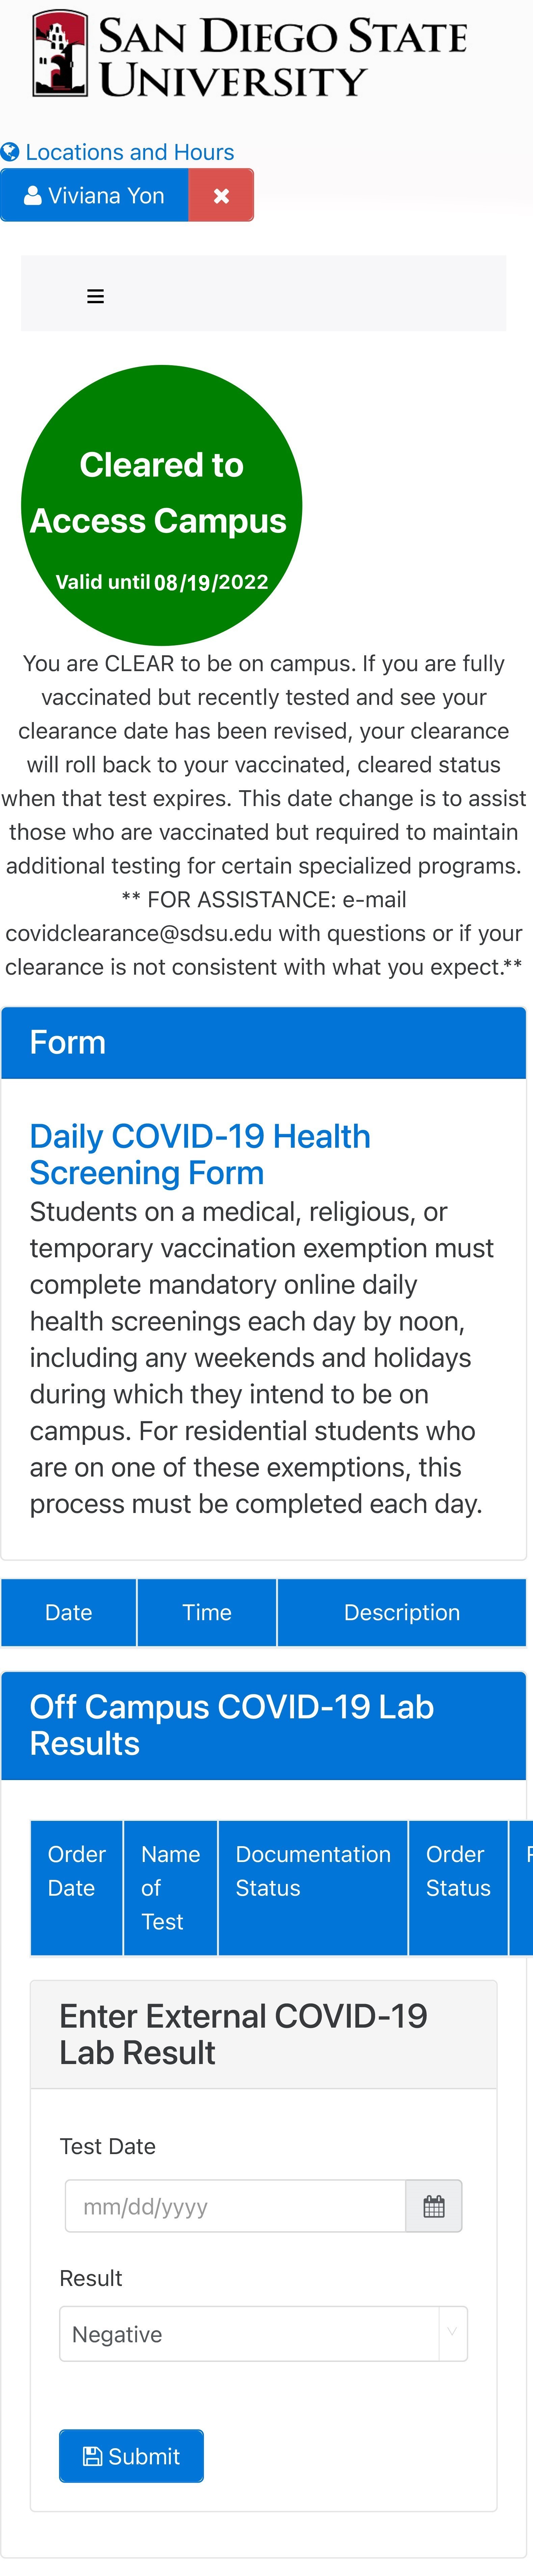 SAN DIEGO STATE
UNIVERSITY
Locations and Hours
Viviana Yon
Cleared to
Access Campus
Valid until 08/19/2022
You are CLEAR to be on campus. If you are fully
vaccinated but recently tested and see your
clearance date has been revised, your clearance
will roll back to your vaccinated, cleared status
when that test expires. This date change is to assist
those who are vaccinated but required to maintain
additional testing for certain specialized programs.
** FOR ASSISTANCE: e-mail
covidclearance@sdsu.edu with questions or if your
clearance is not consistent with what you expect.**
Form
Daily COVID-19 Health
Screening Form
Students on a medical, religious, or
temporary vaccination exemption must
complete mandatory online daily
health screenings each day by noon,
including any weekends and holidays
during which they intend to be on
campus. For residential students who
are on one of these exemptions, this
process must be completed each day.
Date Time Description
Off Campus COVID-19 Lab
Results
Order Name Documentation Order
Date of Status Status
Test
Enter External COVID-19
Lab Result
Test Date
mm/dd/yyyy
Result
Negative
Submit